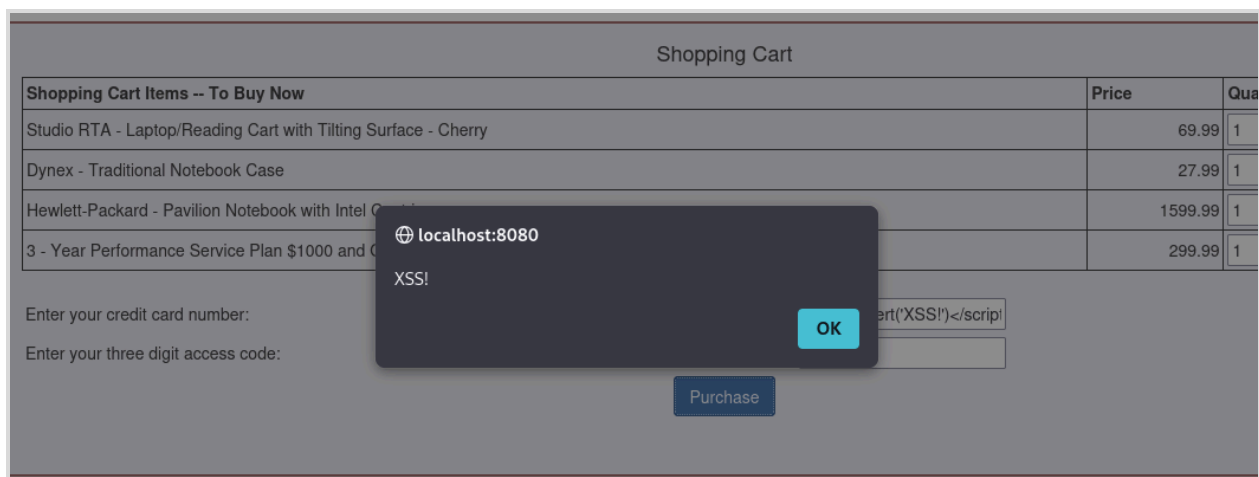 Shopping Cart
Shopping Cart Items -- To Buy Now Price
Studio RTA - Laptop/Reading Cart with Tilting Surface - Cherry 69.99 1
Dynex - Traditional Notebook Case 27.99 1
Hewlett-Packard - Pavilion Notebook with Intel 1599.99 1
3 - Year Performance Service Plan $1000 and 299.99 1
localhost:8080
XSS!
OK
Enter your credit card number: ert('XSS!')</script
Enter your three digit access code:
Purchase